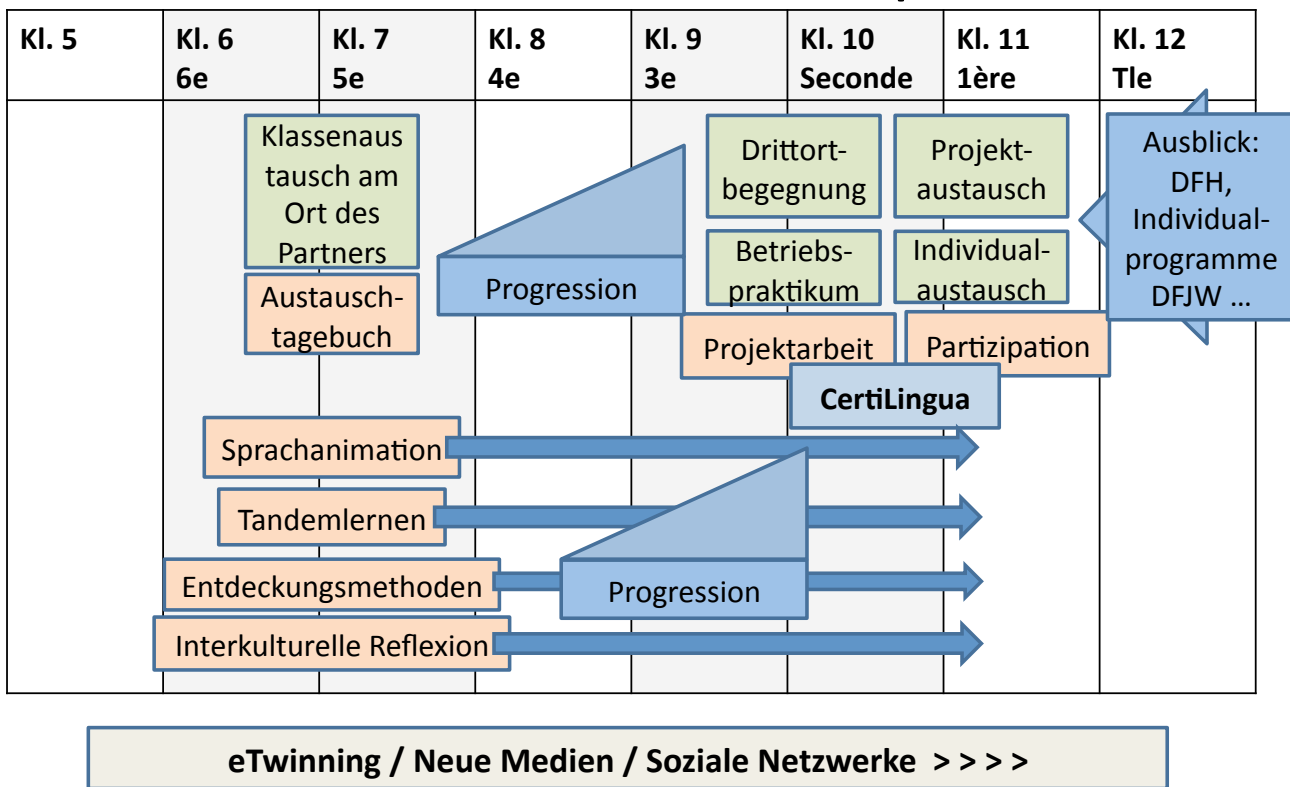 Kl. 5
Kl. 6
6e
Kl. 7
5e
Kl. 8
4e
Kl. 9
3e
Kl. 10
Seconde
Kl. 11
1ère
Kl. 12
Tle
Klassenaus
tausch am
Ort des
Partners
Austausch-
tagebuch
Progression
Drittort-
begegnung
Betriebs-
praktikum
Projekt-
austausch
Individual-
austausch
Ausblick:
DFH,
Individual-
programme
DFJW ...
Projektarbeit
Partizipation
CertiLingua
Sprachanimation
Tandemlernen
Entdeckungsmethoden
Progression
Interkulturelle Reflexion
eTwinning / Neue Medien / Soziale Netzwerke > > > >